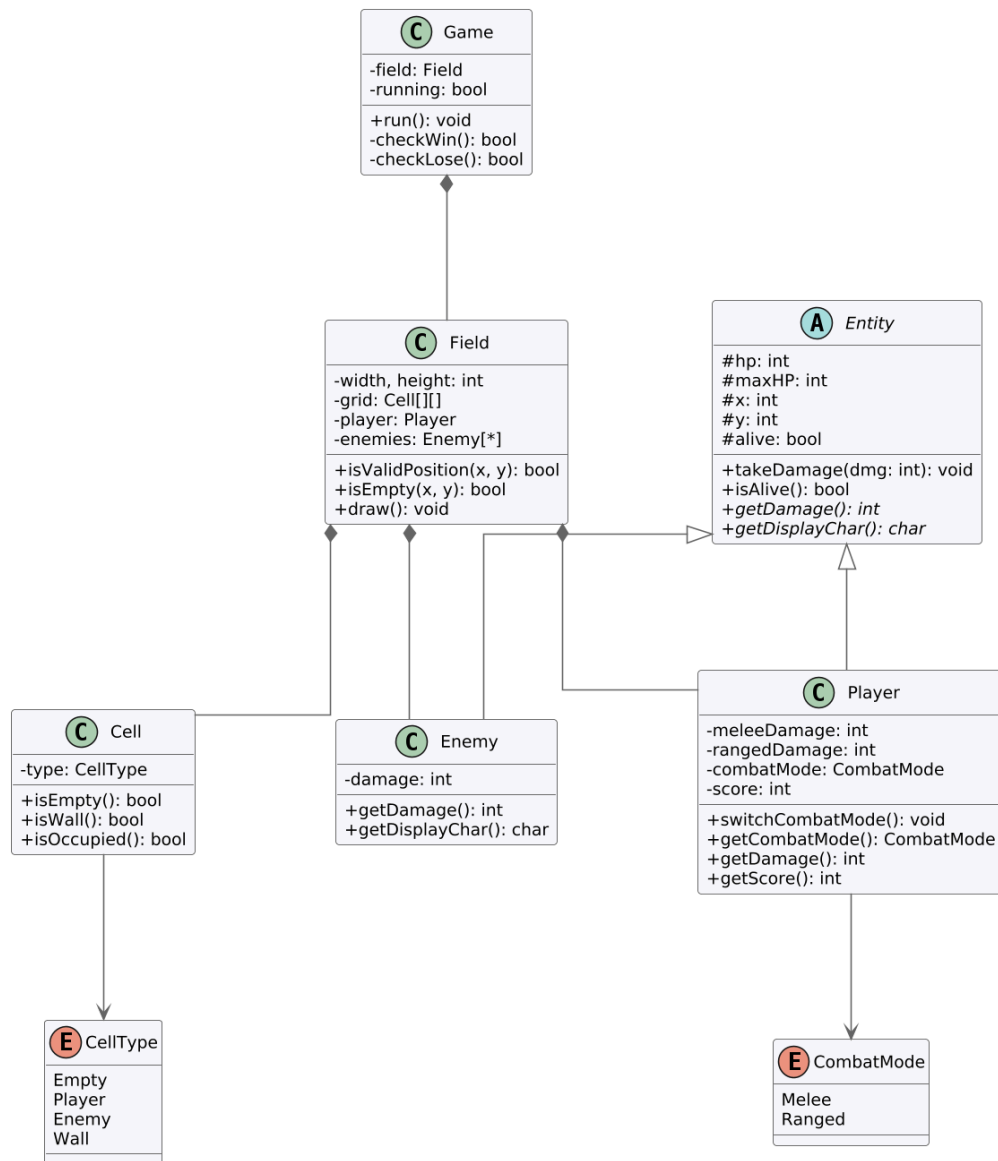 C Game
-field: Field
-running: bool
+run(): void
-checkWin(): bool
-checkLose(): bool
C Field
-width, height: int
-grid: Cell[][]
-player: Player
-enemies: Enemy[*]
+isValidPosition(x, y): bool
+isEmpty(x, y): bool
+draw(): void
A Entity
#hp: int
#maxHP: int
#x: int
#y: int
#alive: bool
+takeDamage(dmg: int): void
+isAlive(): bool
+getDamage(): int
+getDisplayChar(): char
C Cell
-type: CellType
+isEmpty(): bool
+isWall(): bool
+isOccupied(): bool
C Enemy
-damage: int
+getDamage(): int
+getDisplayChar(): char
C Player
-meleeDamage: int
-rangedDamage: int
-combatMode: CombatMode
-score: int
+switchCombatMode(): void
+getCombatMode(): CombatMode
+getDamage(): int
+getScore(): int
E CellType
Empty
Player
Enemy
Wall
E CombatMode
Melee
Ranged